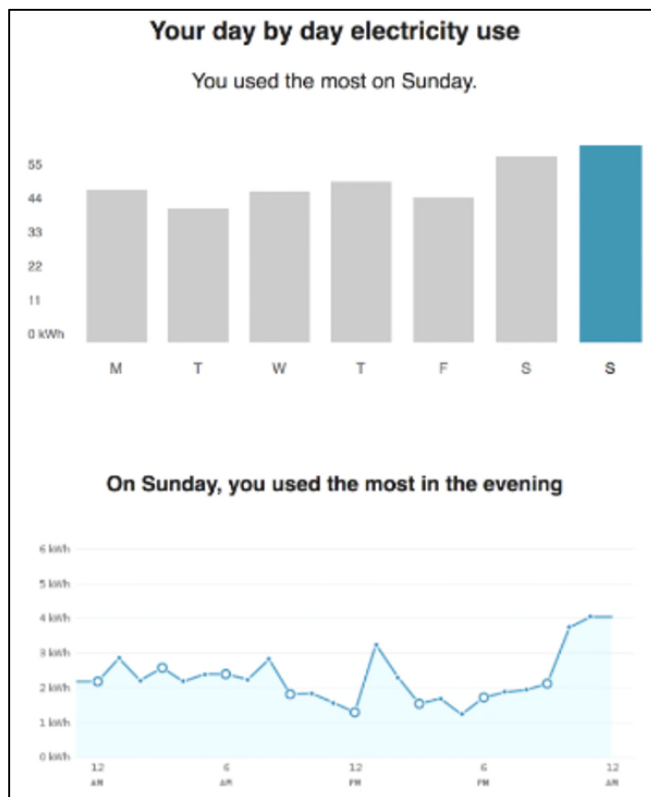 Your day by day electricity use
You used the most on Sunday.
55
44
33
22
11
0 kWh
M T W T F S S
On Sunday, you used the most in the evening
6 kWh
5 kWh
4 kWh
3 kWh
2 kWh
1 kWh
0 kWh
12 6 12 6 12
AM AM PM PM AM